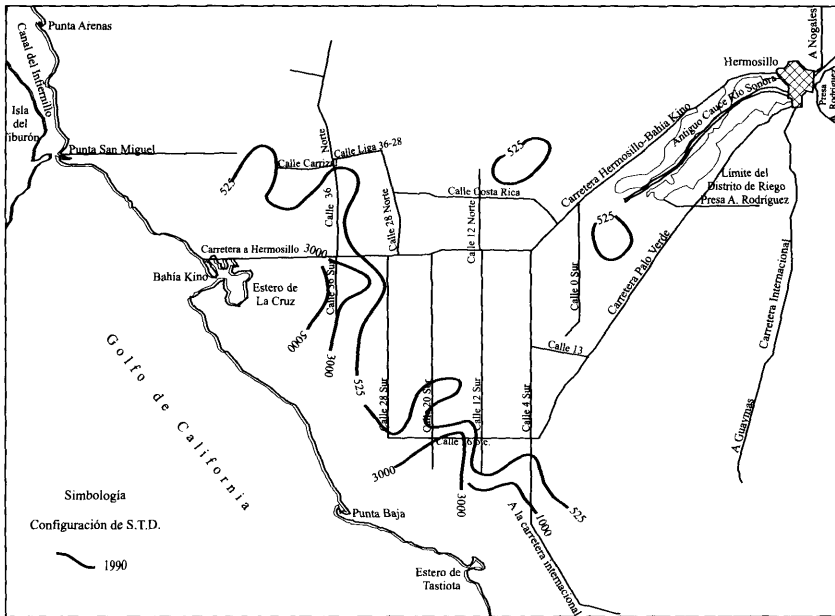 Punta Arenas
Canal del Infiernillo
Isla
del
Tiburón
Punta San Miguel
A Nogales
Hermosillo
Presa
A. Rodríguez
Antiguo Cauce Río Sonora
Carretera Hermosillo-Bahía Kino
Límite del
Distrito de Riego
Presa A. Rodríguez
525
Calle Carrizal
Calle Liga 36-28
Calle 36 Norte
Calle 28 Norte
Calle Costa Rica
Calle 12 Norte
525
525
Carretera a Hermosillo
3000
Bahía Kino
Estero de
La Cruz
Calle 36 Sur
Calle 0 Sur
Carretera Palo Verde
Carretera Internacional
Calle 13
5000
3000
525
Calle 28 Sur
Calle 20 Sur
Calle 12 Sur
Calle 4 Sur
A Guaymas
Golfo de California
3000
3000
1000
525
A la carretera internacional
Simbología
Configuración de S.T.D.
1990
Punta Baja
Estero de
Tastiota